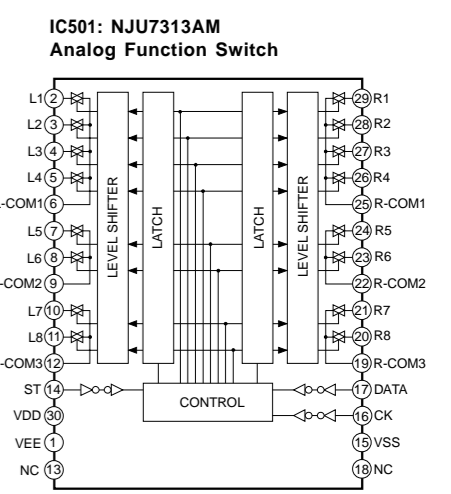 IC501: NJU7313AM
Analog Function Switch
L1 2
L2 3
L3 4
L4 5
-COM1 6
L5 7
L6 8
-COM2 9
L7 10
L8 11
-COM3 12
ST 14
VDD 30
VEE 1
NC 13
LEVEL SHIFTER
LATCH
LATCH
LEVEL SHIFTER
CONTROL
29 R1
28 R2
27 R3
26 R4
25 R-COM1
24 R5
23 R6
22 R-COM2
21 R7
20 R8
19 R-COM3
17 DATA
16 CK
15 VSS
18 NC